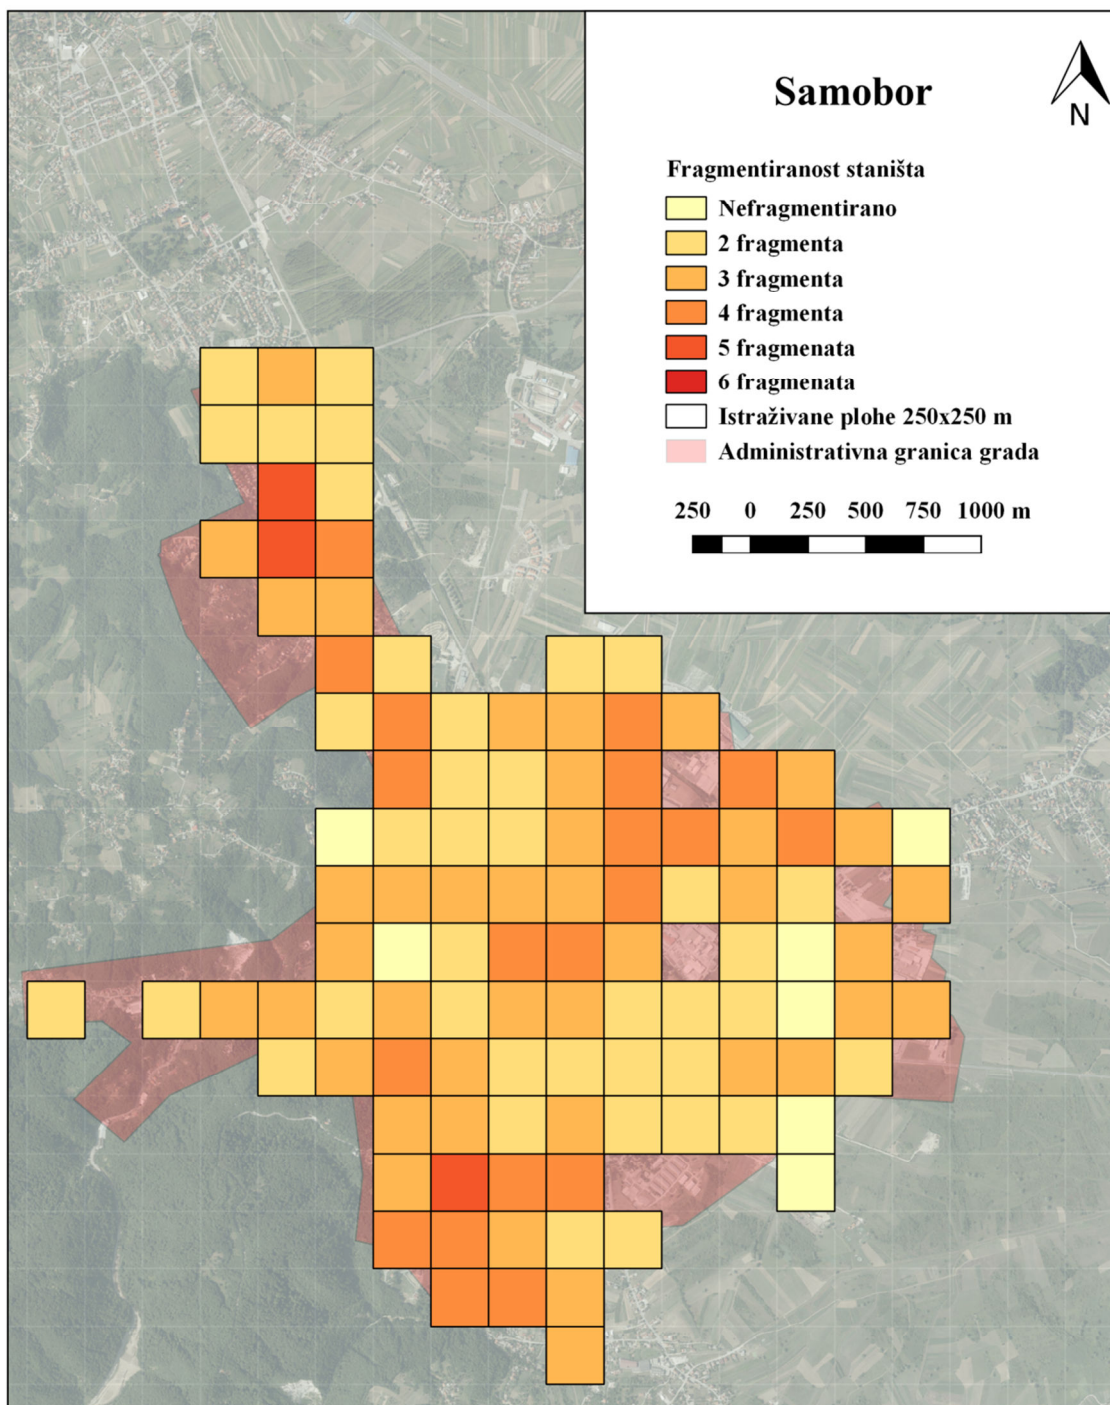 Samobor
N
Fragmentiranost staništa
Nefragmentirano
2 fragmenta
3 fragmenta
4 fragmenta
5 fragmenata
6 fragmenata
Istraživane plohe 250x250 m
Administrativna granica grada
250 0 250 500 750 1000 m